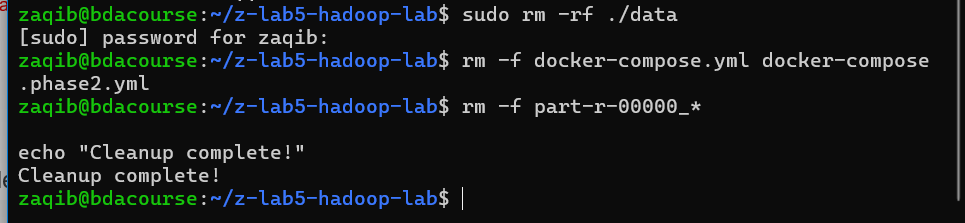 zaqib@bdacourse:~/z-lab5-hadoop-lab$ sudo rm -rf ./data
[sudo] password for zaqib:
zaqib@bdacourse:~/z-lab5-hadoop-lab$ rm -f docker-compose.yml docker-compose
.phase2.yml
zaqib@bdacourse:~/z-lab5-hadoop-lab$ rm -f part-r-00000_*
echo "Cleanup complete!"
Cleanup complete!
zaqib@bdacourse:~/z-lab5-hadoop-lab$